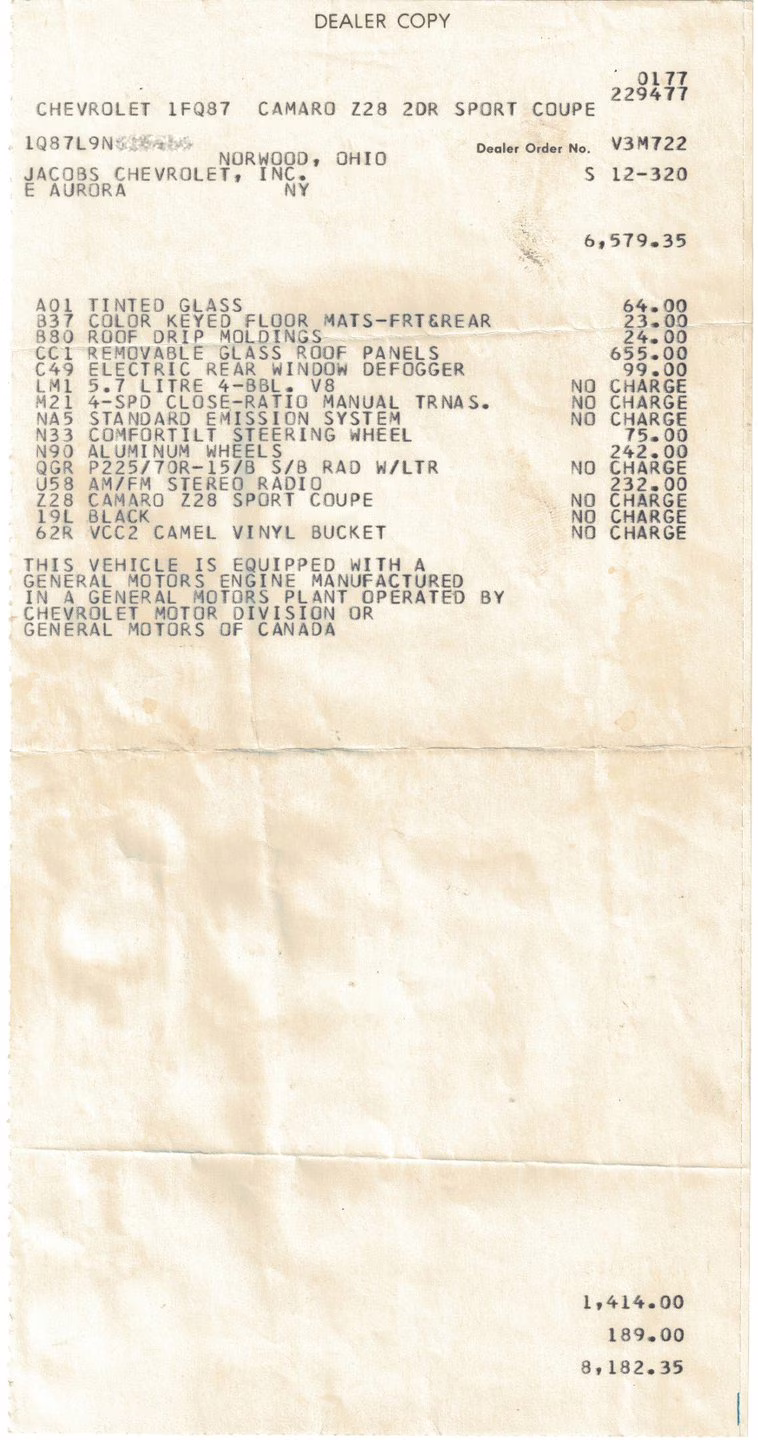 DEALER COPY
0177
229477
CHEVROLET 1FQ87 CAMARO Z28 2DR SPORT COUPE
1Q87L9N
Dealer Order No. V3M722
NORWOOD, OHIO
JACOBS CHEVROLET, INC. S 12-320
E AURORA NY
6,579.35
A01 TINTED GLASS 64.00
B37 COLOR KEYED FLOOR MATS-FRT&REAR 23.00
B80 ROOF DRIP MOLDINGS 24.00
CC1 REMOVABLE GLASS ROOF PANELS 655.00
C49 ELECTRIC REAR WINDOW DEFOGGER 99.00
LM1 5.7 LITRE 4-BBL. V8 NO CHARGE
M21 4-SPD CLOSE-RATIO MANUAL TRNAS. NO CHARGE
NA5 STANDARD EMISSION SYSTEM NO CHARGE
N33 COMFORTILT STEERING WHEEL 75.00
N90 ALUMINUM WHEELS 242.00
QGR P225/70R-15/B S/B RAD W/LTR NO CHARGE
U58 AM/FM STEREO RADIO 232.00
Z28 CAMARO Z28 SPORT COUPE NO CHARGE
19L BLACK NO CHARGE
62R VCC2 CAMEL VINYL BUCKET NO CHARGE
THIS VEHICLE IS EQUIPPED WITH A
GENERAL MOTORS ENGINE MANUFACTURED
IN A GENERAL MOTORS PLANT OPERATED BY
CHEVROLET MOTOR DIVISION OR
GENERAL MOTORS OF CANADA
1,414.00
189.00
8,182.35